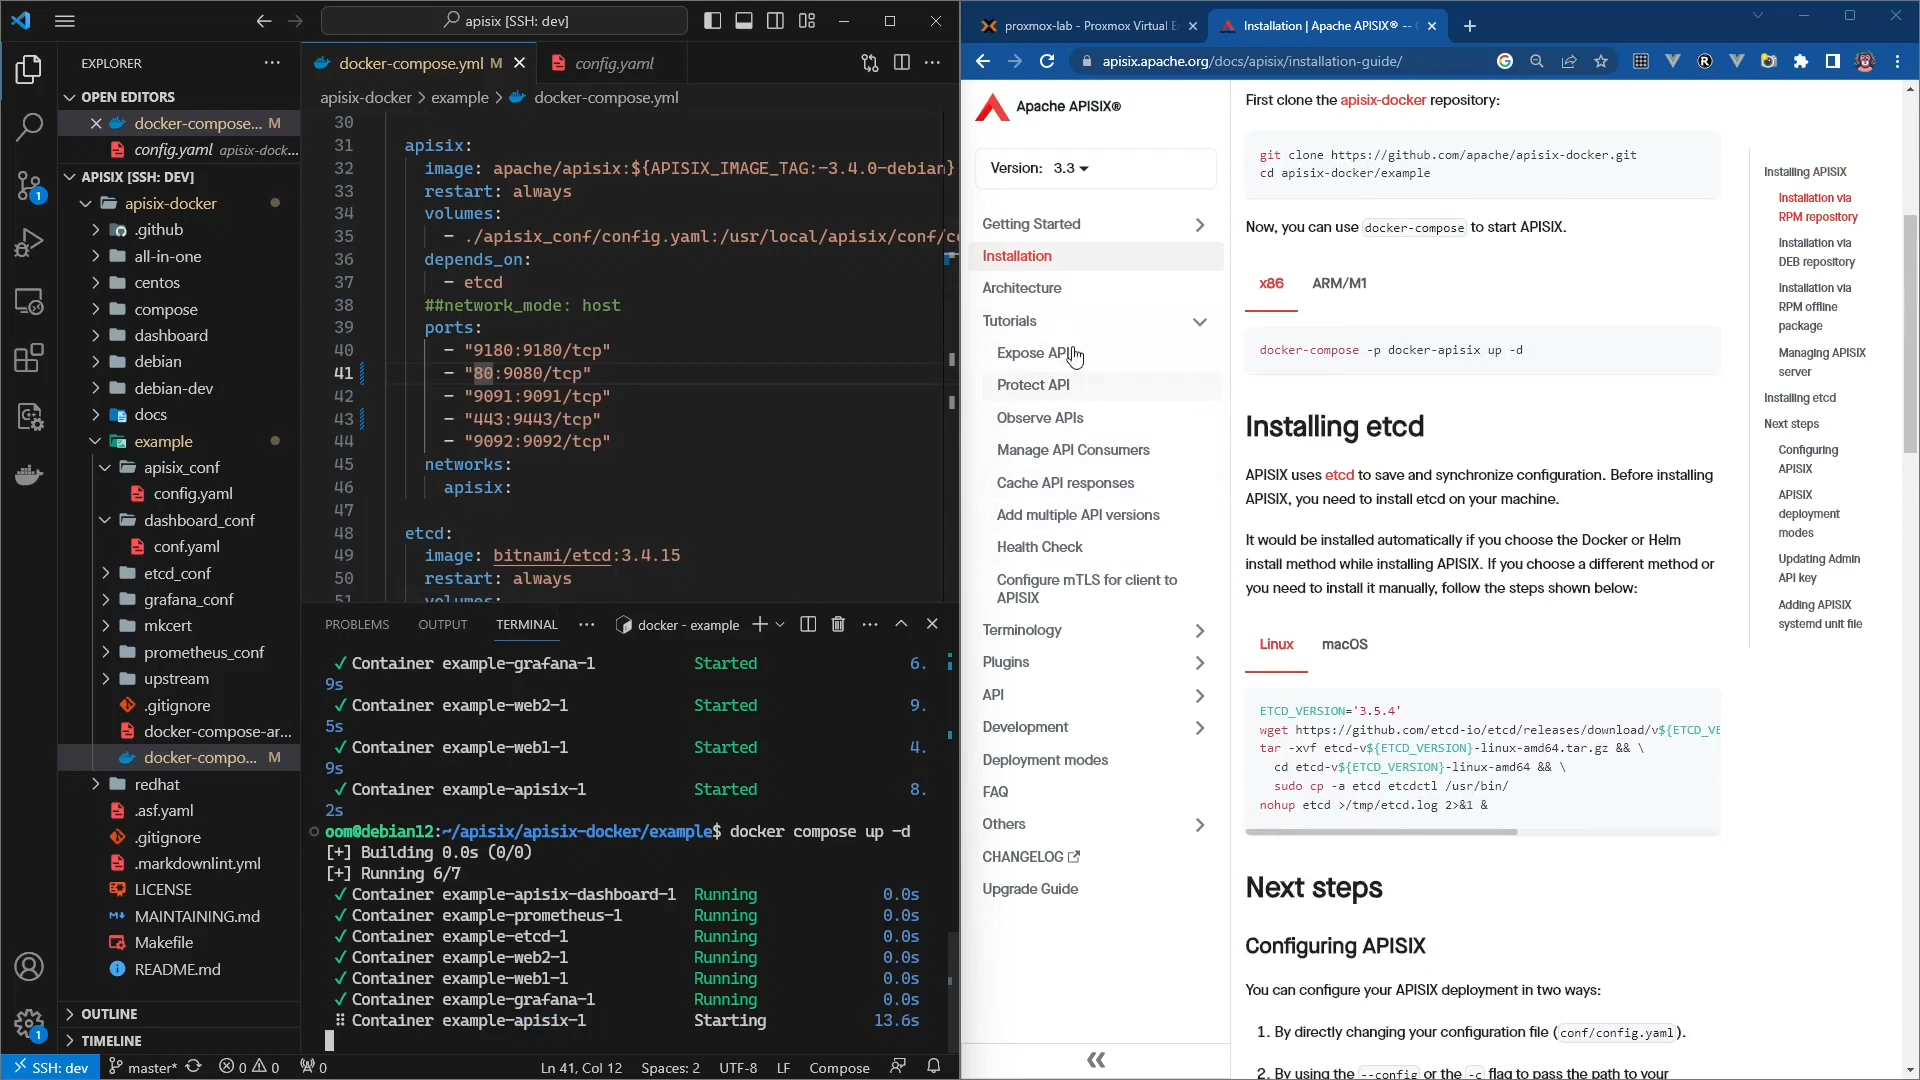 apisix [SSH: dev]
EXPLORER
OPEN EDITORS
docker-compose... M
config.yaml apisix-dock...
APISIX [SSH: DEV]
apisix-docker
.github
all-in-one
centos
compose
dashboard
debian
debian-dev
docs
example
apisix_conf
config.yaml
dashboard_conf
conf.yaml
etcd_conf
grafana_conf
mkcert
prometheus_conf
upstream
.gitignore
docker-compose-ar...
docker-compo... M
redhat
.asf.yaml
.gitignore
.markdownlint.yml
LICENSE
MAINTAINING.md
Makefile
README.md
OUTLINE
TIMELINE
1
1
docker-compose.yml M
config.yaml
apisix-docker > example > docker-compose.yml
30
31 apisix:
32 image: apache/apisix:${APISIX_IMAGE_TAG:-3.4.0-debian}
33 restart: always
34 volumes:
35 - ./apisix_conf/config.yaml:/usr/local/apisix/conf/co
36 depends_on:
37 - etcd
38 ##network_mode: host
39 ports:
40 - "9180:9180/tcp"
41 - "80:9080/tcp"
42 - "9091:9091/tcp"
43 - "443:9443/tcp"
44 - "9092:9092/tcp"
45 networks:
46 apisix:
47
48 etcd:
49 image: bitnami/etcd:3.4.15
50 restart: always
51 volumes:
PROBLEMS OUTPUT TERMINAL docker - example
✓ Container example-grafana-1 Started 6.
9s
✓ Container example-web2-1 Started 9.
5s
✓ Container example-web1-1 Started 4.
9s
✓ Container example-apisix-1 Started 8.
2s
oom@debian12:~/apisix/apisix-docker/example$ docker compose up -d
[+] Building 0.0s (0/0)
[+] Running 6/7
✓ Container example-apisix-dashboard-1 Running 0.0s
✓ Container example-prometheus-1 Running 0.0s
✓ Container example-etcd-1 Running 0.0s
✓ Container example-web2-1 Running 0.0s
✓ Container example-web1-1 Running 0.0s
✓ Container example-grafana-1 Running 0.0s
⠿ Container example-apisix-1 Starting 13.6s
SSH: dev master* 0 0 0 Ln 41, Col 12 Spaces: 2 UTF-8 LF Compose
proxmox-lab - Proxmox Virtual E
Installation | Apache APISIX® --
apisix.apache.org/docs/apisix/installation-guide/
Apache APISIX®
Version: 3.3
Getting Started
Installation
Architecture
Tutorials
Expose API
Protect API
Observe APIs
Manage API Consumers
Cache API responses
Add multiple API versions
Health Check
Configure mTLS for client to
APISIX
Terminology
Plugins
API
Development
Deployment modes
FAQ
Others
CHANGELOG
Upgrade Guide
First clone the apisix-docker repository:
git clone https://github.com/apache/apisix-docker.git
cd apisix-docker/example
Now, you can use docker-compose to start APISIX.
x86 ARM/M1
docker-compose -p docker-apisix up -d
Installing etcd
APISIX uses etcd to save and synchronize configuration. Before installing
APISIX, you need to install etcd on your machine.
It would be installed automatically if you choose the Docker or Helm
install method while installing APISIX. If you choose a different method or
you need to install it manually, follow the steps shown below:
Linux macOS
ETCD_VERSION='3.5.4'
wget https://github.com/etcd-io/etcd/releases/download/v${ETCD_VE
tar -xvf etcd-v${ETCD_VERSION}-linux-amd64.tar.gz && \
cd etcd-v${ETCD_VERSION}-linux-amd64 && \
sudo cp -a etcd etcdctl /usr/bin/
nohup etcd >/tmp/etcd.log 2>&1 &
Next steps
Configuring APISIX
You can configure your APISIX deployment in two ways:
1. By directly changing your configuration file (conf/config.yaml).
2. By using the --config or the -c flag to pass the path to your
Installing APISIX
Installation via
RPM repository
Installation via
DEB repository
Installation via
RPM offline
package
Managing APISIX
server
Installing etcd
Next steps
Configuring
APISIX
APISIX
deployment
modes
Updating Admin
API key
Adding APISIX
systemd unit file